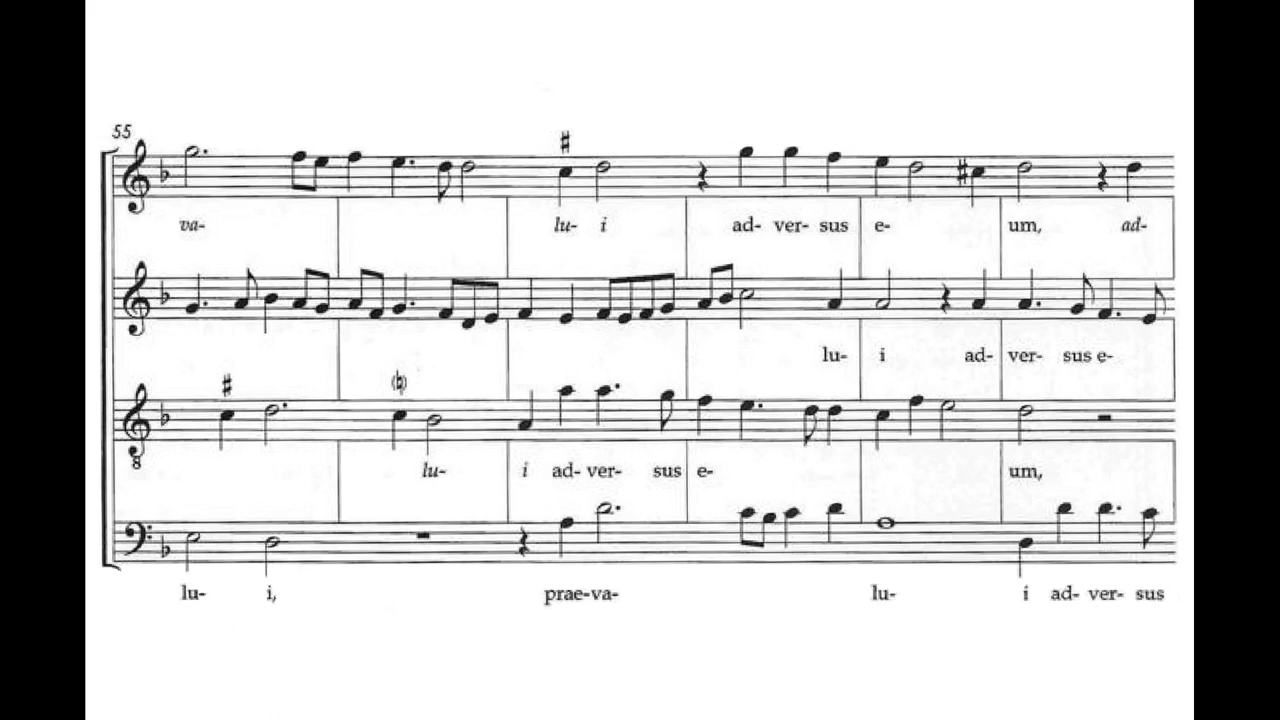 55
va- lu- i ad- ver- sus e- um, ad-
lu- i ad- ver- sus e-
8
lu- i ad- ver- sus e- um,
lu- i, prae-va- lu- i ad- ver- sus